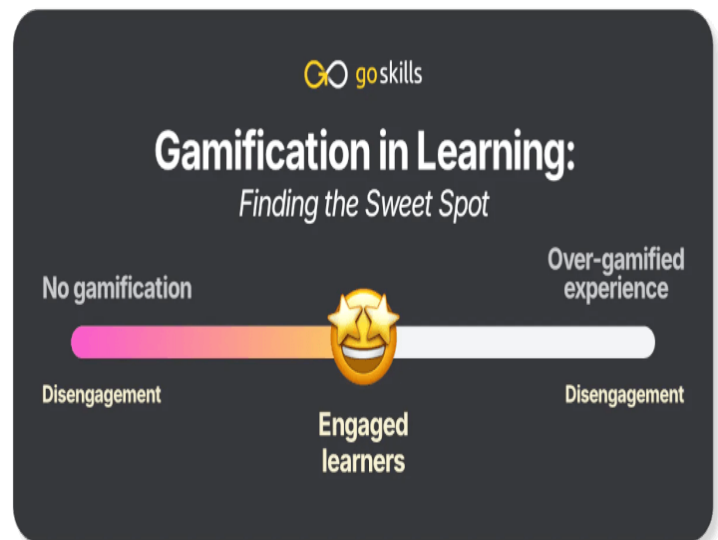 goskills
Gamification in Learning:
Finding the Sweet Spot
No gamification
Over-gamified
experience
Disengagement
Engaged
learners
Disengagement